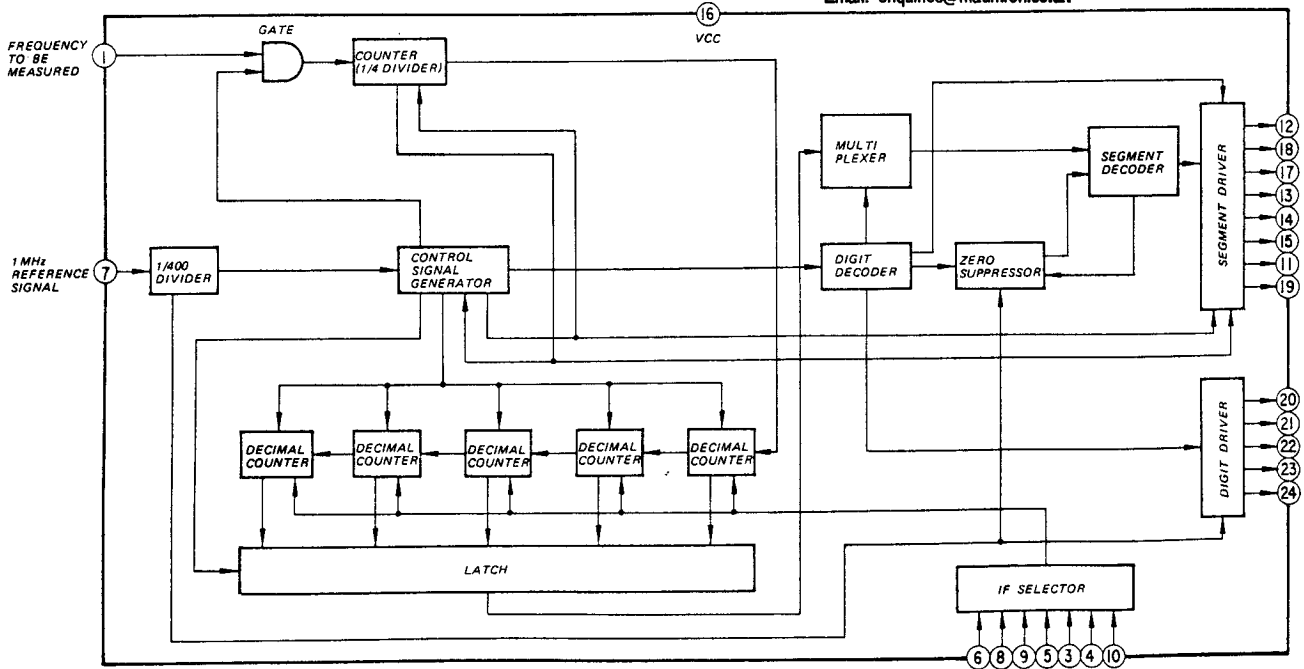 16
VCC
FREQUENCY
TO BE
MEASURED
1
GATE
COUNTER
(1/4 DIVIDER)
MULTI
PLEXER
SEGMENT
DECODER
SEGMENT DRIVER
12
18
17
13
14
15
11
19
1 MHz
REFERENCE
SIGNAL
7
1/400
DIVIDER
CONTROL
SIGNAL
GENERATOR
DIGIT
DECODER
ZERO
SUPPRESSOR
DECIMAL
COUNTER
DECIMAL
COUNTER
DECIMAL
COUNTER
DECIMAL
COUNTER
DECIMAL
COUNTER
DIGIT DRIVER
20
21
22
23
24
LATCH
IF SELECTOR
6 8 9 5 3 4 10